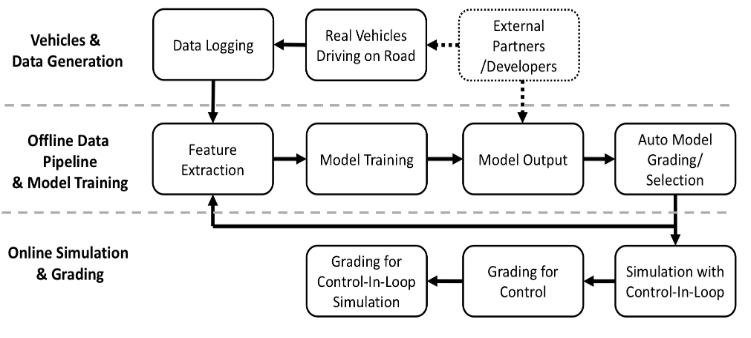 Vehicles &
Data Generation
Data Logging
Real Vehicles
Driving on Road
External
Partners
/Developers
Offline Data
Pipeline
& Model Training
Feature
Extraction
Model Training
Model Output
Auto Model
Grading/
Selection
Online Simulation
& Grading
Grading for
Control-In-Loop
Simulation
Grading for
Control
Simulation with
Control-In-Loop